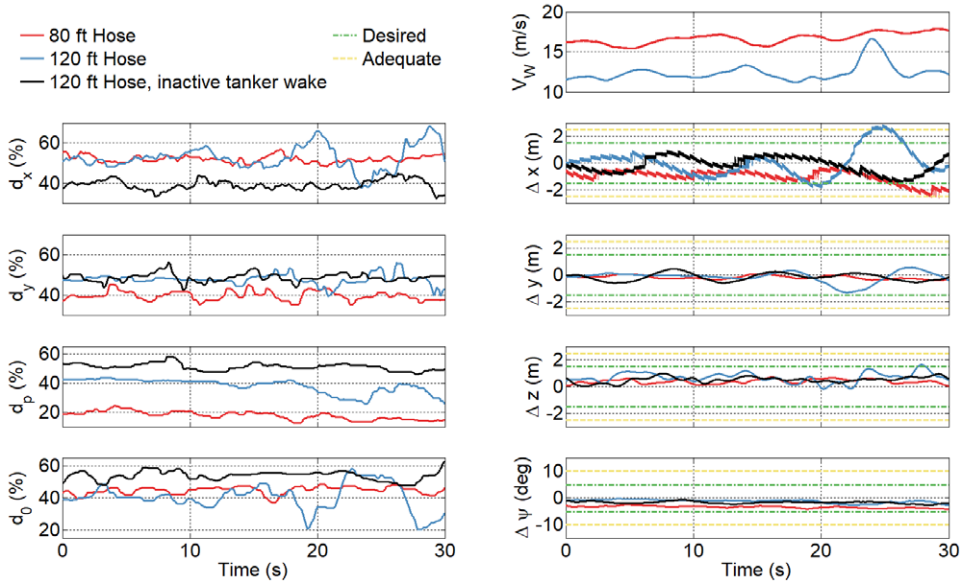 80 ft Hose
120 ft Hose
120 ft Hose, inactive tanker wake
Desired
Adequate
d_x (%)
60
40
d_y (%)
60
40
d_p (%)
60
40
20
d_0 (%)
60
40
20
0 10 20 30
Time (s)
V_W (m/s)
20
15
10
Δ x (m)
2
0
-2
Δ y (m)
2
0
-2
Δ z (m)
2
0
-2
Δ ψ (deg)
10
0
-10
0 10 20 30
Time (s)